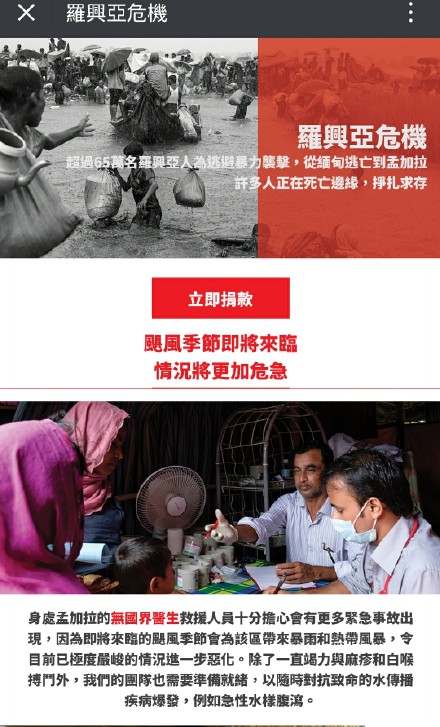 羅興亞危機
羅興亞危機
超過65萬名羅興亞人為逃避暴力襲擊，從緬甸逃亡到孟加拉
許多人正在死亡邊緣，掙扎求存
立即捐款
颶風季節即將來臨
情況將更加危急
身處孟加拉的無國界醫生救援人員十分擔心會有更多緊急事故出
現，因為即將來臨的颶風季節會為該區帶來暴雨和熱帶風暴，令
目前已極度嚴峻的情況進一步惡化。除了一直竭力與麻疹和白喉
搏鬥外，我們的團隊也需要準備就緒，以隨時對抗致命的水傳播
疾病爆發，例如急性水樣腹瀉。